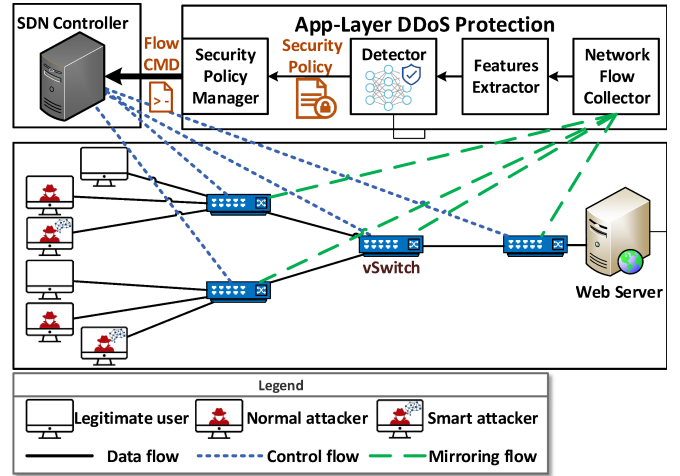 SDN Controller
App-Layer DDoS Protection
Flow
CMD
>-
Security
Policy
Manager
Security
Policy
Detector
Features
Extractor
Network
Flow
Collector
vSwitch
Web Server
Legend
Legitimate user
Normal attacker
Smart attacker
Data flow
Control flow
Mirroring flow